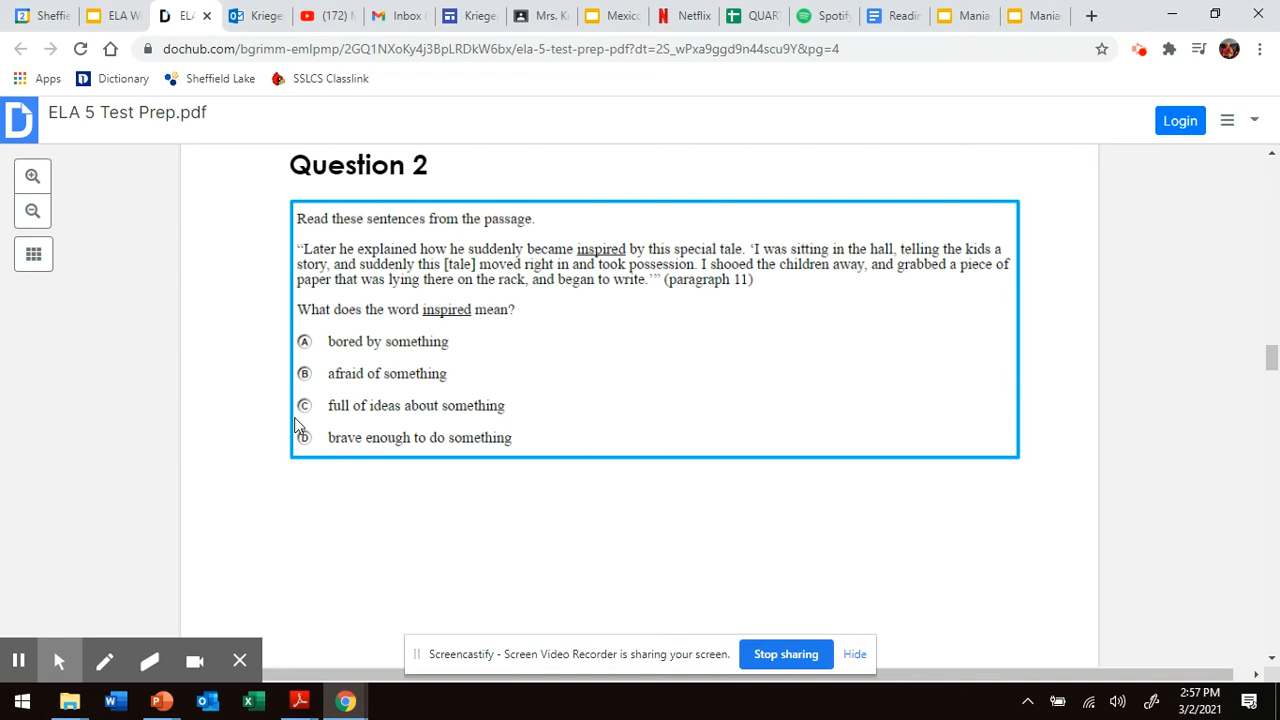 Sheffie
ELA W
ELA
Kriege
(172) M
Inbox (
Kriege
Mrs. K
Mexico
Netflix
QUAR
Spotify
Readin
Mania
Mania
dochub.com/bgrimm-emlpmp/2GQ1NXoKy4j3BpLRDkW6bx/ela-5-test-prep-pdf?dt=2S_wPxa9ggd9n44scu9Y&pg=4
Apps
Dictionary
Sheffield Lake
SSLCS Classlink
ELA 5 Test Prep.pdf
Login
Question 2
Read these sentences from the passage.
“Later he explained how he suddenly became inspired by this special tale. ‘I was sitting in the hall, telling the kids a
story, and suddenly this [tale] moved right in and took possession. I shooed the children away, and grabbed a piece of
paper that was lying there on the rack, and began to write.’” (paragraph 11)
What does the word inspired mean?
A bored by something
B afraid of something
C full of ideas about something
D brave enough to do something
Screencastify - Screen Video Recorder is sharing your screen.
Stop sharing
Hide
2:57 PM
3/2/2021